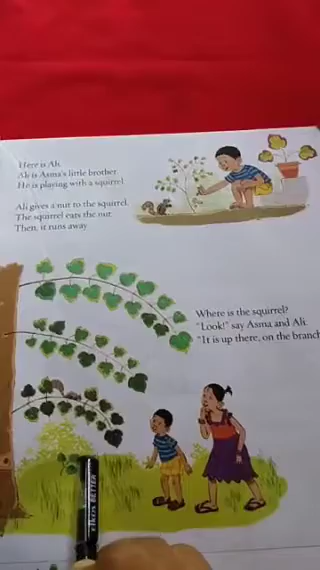 Here is Ali.
Ali is Asma's little brother.
He is playing with a squirrel.
Ali gives a nut to the squirrel.
The squirrel eats the nut.
Then, it runs away.
Where is the squirrel?
"Look!" say Asma and Ali.
"It is up there, on the branch
elkos BETTER